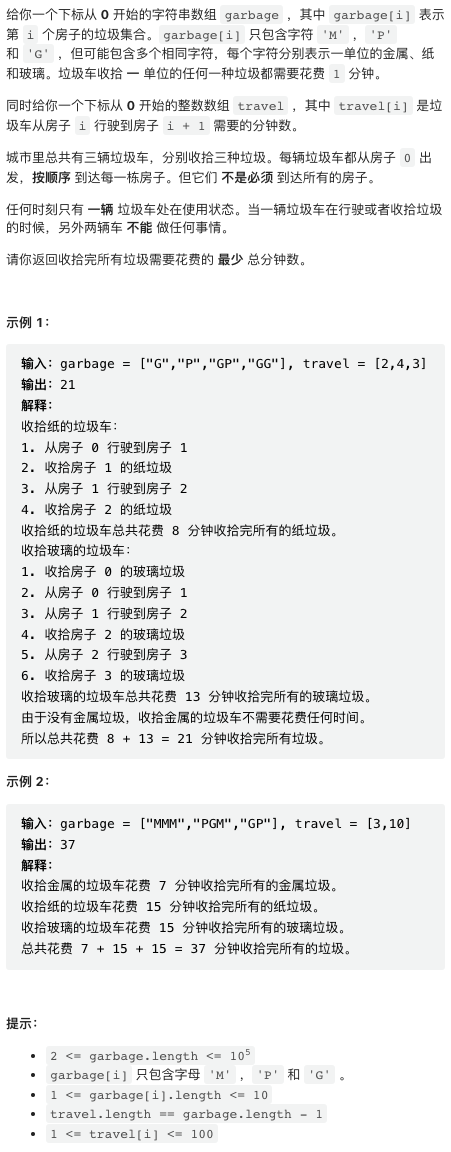 给你一个下标从 0 开始的字符串数组 garbage ，其中 garbage[i] 表示
第 i 个房子的垃圾集合。garbage[i] 只包含字符 'M' ，'P'
和 'G' ，但可能包含多个相同字符，每个字符分别表示一单位的金属、纸
和玻璃。垃圾车收拾 一 单位的任何一种垃圾都需要花费 1 分钟。
同时给你一个下标从 0 开始的整数数组 travel ，其中 travel[i] 是垃
圾车从房子 i 行驶到房子 i + 1 需要的分钟数。
城市里总共有三辆垃圾车，分别收拾三种垃圾。每辆垃圾车都从房子 0 出
发，按顺序 到达每一栋房子。但它们 不是必须 到达所有的房子。
任何时刻只有 一辆 垃圾车处在使用状态。当一辆垃圾车在行驶或者收拾垃圾
的时候，另外两辆车 不能 做任何事情。
请你返回收拾完所有垃圾需要花费的 最少 总分钟数。
示例 1：
输入：garbage = ["G","P","GP","GG"], travel = [2,4,3]
输出：21
解释：
收拾纸的垃圾车：
1. 从房子 0 行驶到房子 1
2. 收拾房子 1 的纸垃圾
3. 从房子 1 行驶到房子 2
4. 收拾房子 2 的纸垃圾
收拾纸的垃圾车总共花费 8 分钟收拾完所有的纸垃圾。
收拾玻璃的垃圾车：
1. 收拾房子 0 的玻璃垃圾
2. 从房子 0 行驶到房子 1
3. 从房子 1 行驶到房子 2
4. 收拾房子 2 的玻璃垃圾
5. 从房子 2 行驶到房子 3
6. 收拾房子 3 的玻璃垃圾
收拾玻璃的垃圾车总共花费 13 分钟收拾完所有的玻璃垃圾。
由于没有金属垃圾，收拾金属的垃圾车不需要花费任何时间。
所以总共花费 8 + 13 = 21 分钟收拾完所有垃圾。
示例 2：
输入：garbage = ["MMM","PGM","GP"], travel = [3,10]
输出：37
解释：
收拾金属的垃圾车花费 7 分钟收拾完所有的金属垃圾。
收拾纸的垃圾车花费 15 分钟收拾完所有的纸垃圾。
收拾玻璃的垃圾车花费 15 分钟收拾完所有的玻璃垃圾。
总共花费 7 + 15 + 15 = 37 分钟收拾完所有的垃圾。
提示：
• 2 <= garbage.length <= 10⁵
• garbage[i] 只包含字母 'M' ，'P' 和 'G' 。
• 1 <= garbage[i].length <= 10
• travel.length == garbage.length - 1
• 1 <= travel[i] <= 100